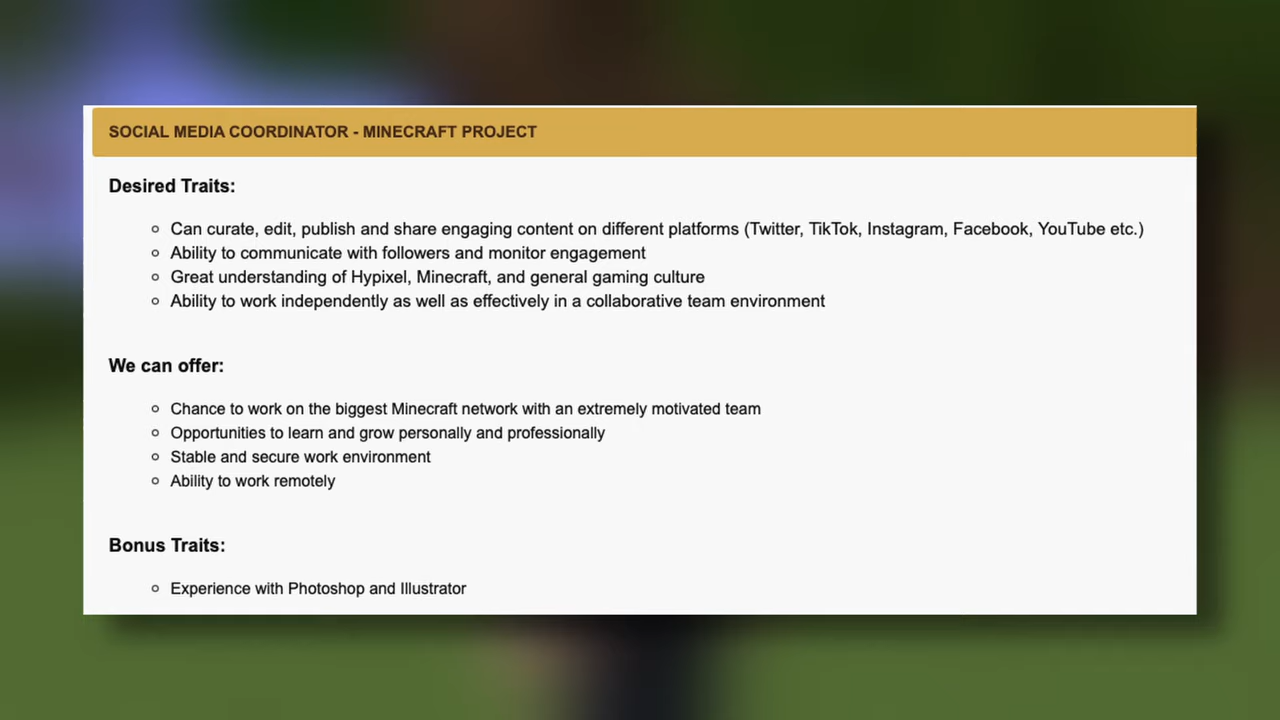 SOCIAL MEDIA COORDINATOR - MINECRAFT PROJECT
Desired Traits:
Can curate, edit, publish and share engaging content on different platforms (Twitter, TikTok, Instagram, Facebook, YouTube etc.)
Ability to communicate with followers and monitor engagement
Great understanding of Hypixel, Minecraft, and general gaming culture
Ability to work independently as well as effectively in a collaborative team environment
We can offer:
Chance to work on the biggest Minecraft network with an extremely motivated team
Opportunities to learn and grow personally and professionally
Stable and secure work environment
Ability to work remotely
Bonus Traits:
Experience with Photoshop and Illustrator